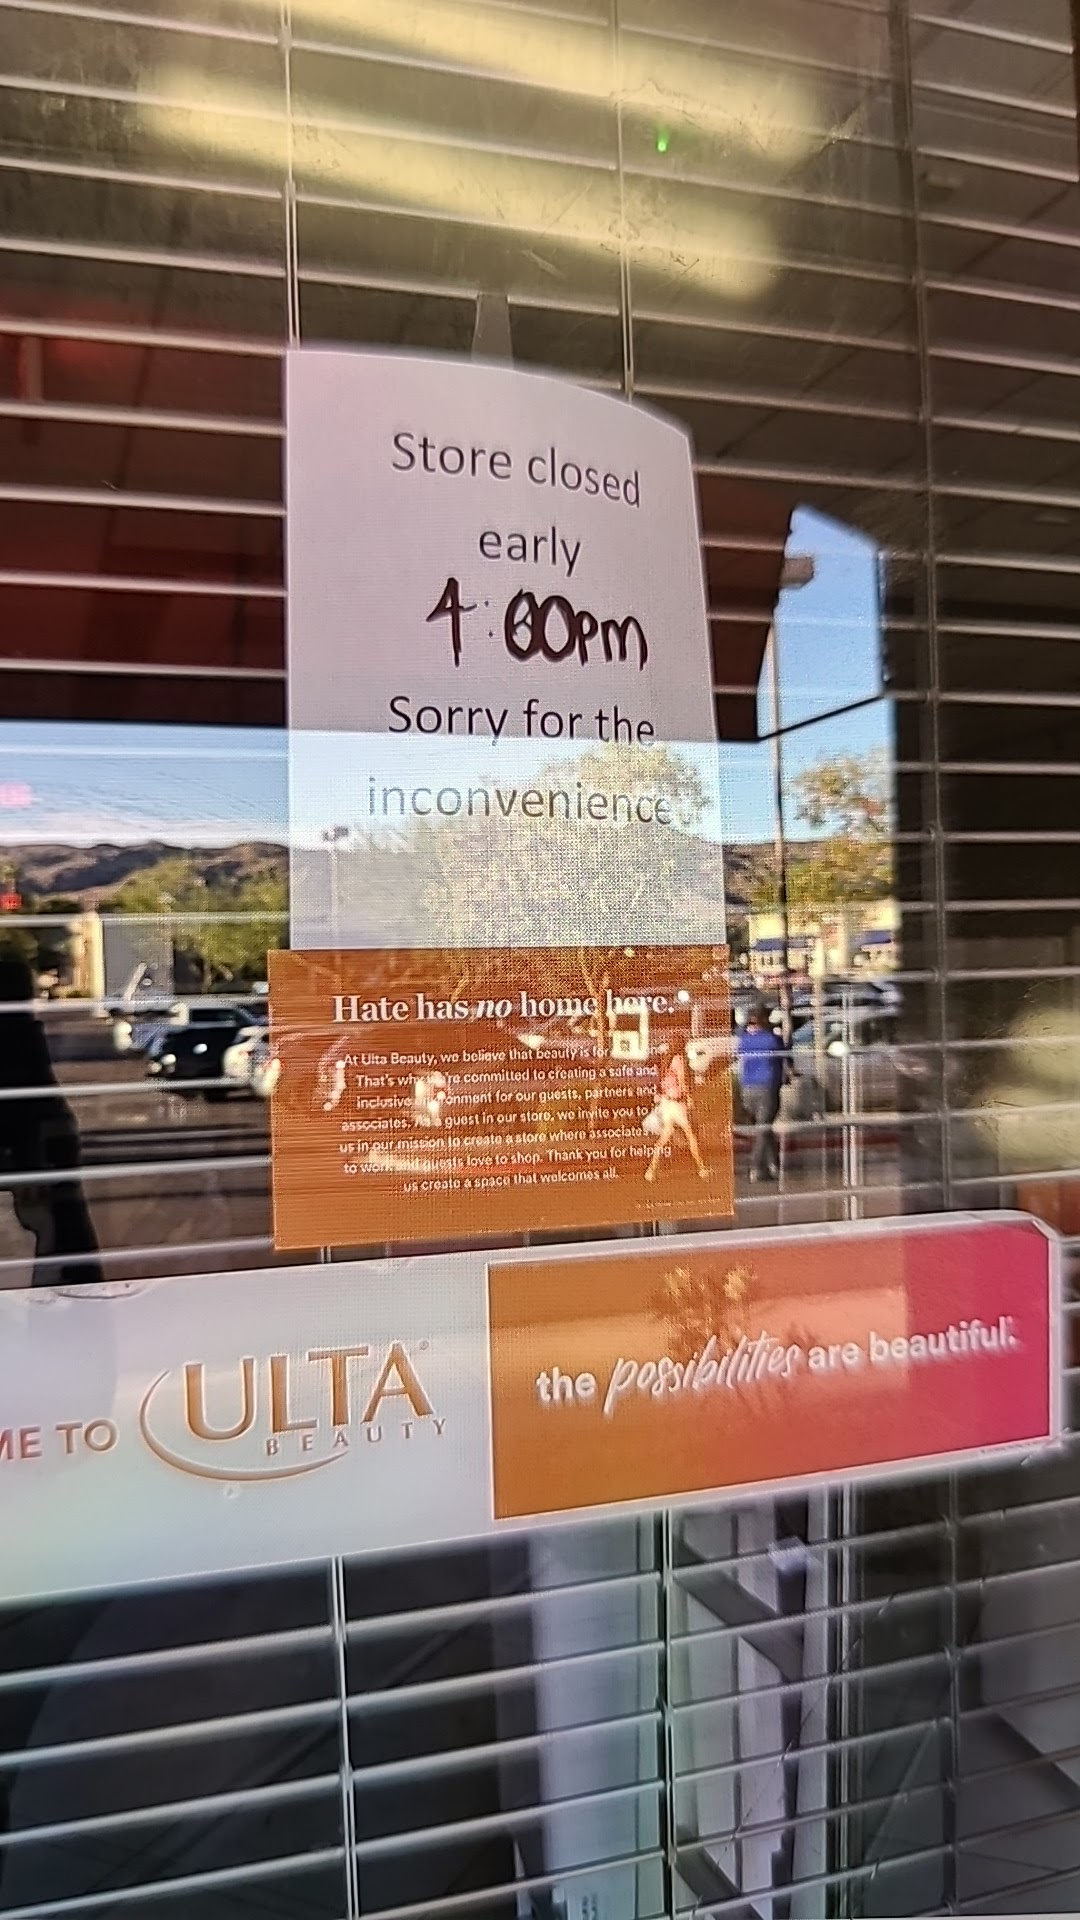 Store closed
early
4:00pm
Sorry for the
inconvenience
Hate has no home here.
At Ulta Beauty, we believe that beauty is for
That's why we're committed to creating a safe and
inclusive environment for our guests, partners and
associates. As a guest in our store, we invite you to
us in our mission to create a store where associates
to work and guests love to shop. Thank you for helping
us create a space that welcomes all.
ME TO
ULTA
BEAUTY
the possibilities are beautiful.